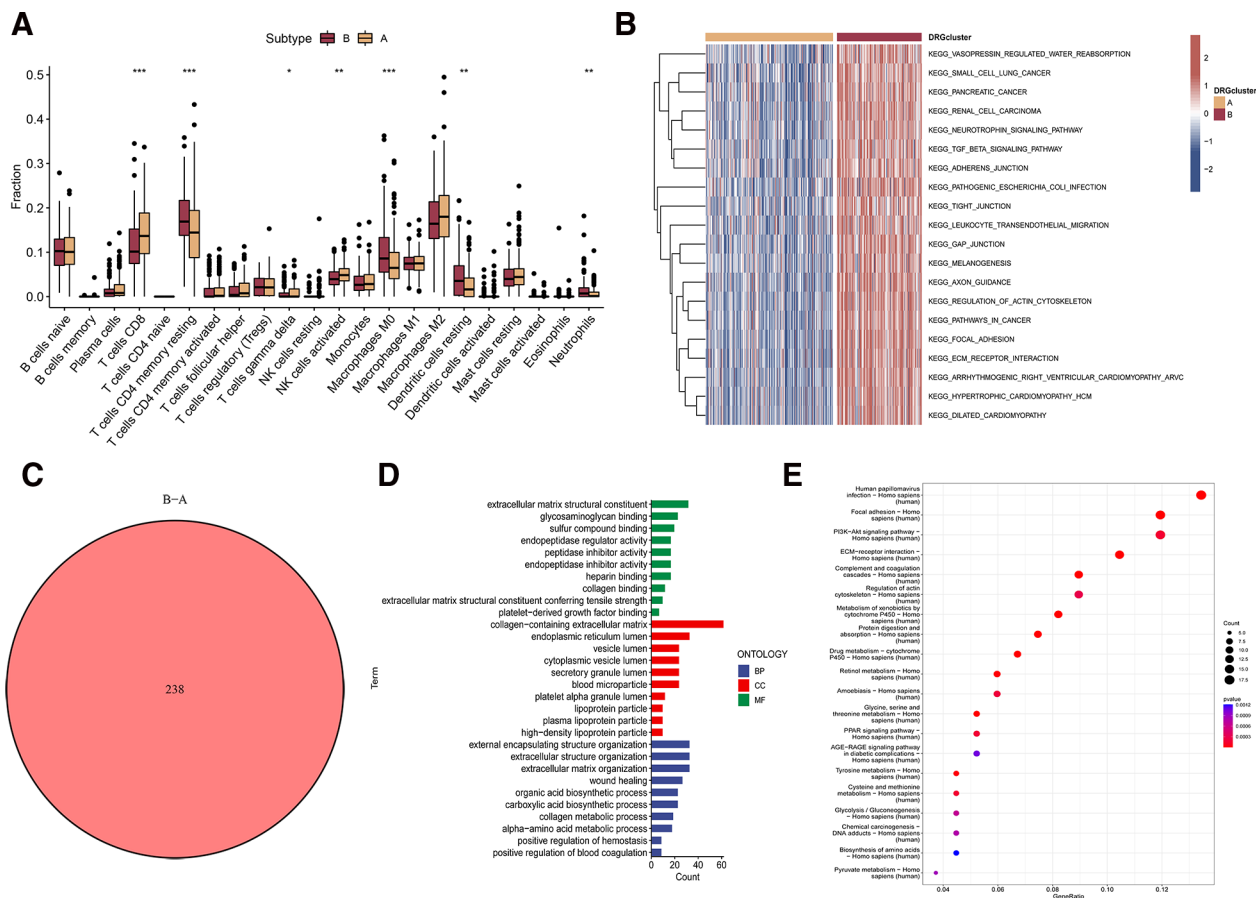 A
Subtype B A
0.5
0.4
0.3
0.2
0.1
0.0
Fraction
***
***
*
**
***
**
**
B cells naive
B cells memory
Plasma cells
T cells CD8
T cells CD4 naive
T cells CD4 memory resting
T cells CD4 memory activated
T cells follicular helper
T cells regulatory (Tregs)
T cells gamma delta
NK cells resting
NK cells activated
Monocytes
Macrophages M0
Macrophages M1
Macrophages M2
Dendritic cells resting
Dendritic cells activated
Mast cells resting
Mast cells activated
Eosinophils
Neutrophils
B
DRGcluster
KEGG_VASOPRESSIN_REGULATED_WATER_REABSORPTION
KEGG_SMALL_CELL_LUNG_CANCER
KEGG_PANCREATIC_CANCER
KEGG_RENAL_CELL_CARCINOMA
KEGG_NEUROTROPHIN_SIGNALING_PATHWAY
KEGG_TGF_BETA_SIGNALING_PATHWAY
KEGG_ADHERENS_JUNCTION
KEGG_PATHOGENIC_ESCHERICHIA_COLI_INFECTION
KEGG_TIGHT_JUNCTION
KEGG_LEUKOCYTE_TRANSENDOTHELIAL_MIGRATION
KEGG_GAP_JUNCTION
KEGG_MELANOGENESIS
KEGG_AXON_GUIDANCE
KEGG_REGULATION_OF_ACTIN_CYTOSKELETON
KEGG_PATHWAYS_IN_CANCER
KEGG_FOCAL_ADHESION
KEGG_ECM_RECEPTOR_INTERACTION
KEGG_ARRHYTHMOGENIC_RIGHT_VENTRICULAR_CARDIOMYOPATHY_ARVC
KEGG_HYPERTROPHIC_CARDIOMYOPATHY_HCM
KEGG_DILATED_CARDIOMYOPATHY
2
1
0
−1
−2
DRGcluster
A
B
C
B−A
238
D
extracellular matrix structural constituent
glycosaminoglycan binding
sulfur compound binding
endopeptidase regulator activity
peptidase inhibitor activity
endopeptidase inhibitor activity
heparin binding
collagen binding
extracellular matrix structural constituent conferring tensile strength
platelet-derived growth factor binding
collagen-containing extracellular matrix
endoplasmic reticulum lumen
vesicle lumen
cytoplasmic vesicle lumen
secretory granule lumen
blood microparticle
platelet alpha granule lumen
lipoprotein particle
plasma lipoprotein particle
high-density lipoprotein particle
external encapsulating structure organization
extracellular structure organization
extracellular matrix organization
wound healing
organic acid biosynthetic process
carboxylic acid biosynthetic process
collagen metabolic process
alpha-amino acid metabolic process
positive regulation of hemostasis
positive regulation of blood coagulation
0 20 40 60
Count
ONTOLOGY
BP
CC
MF
E
Term
Human papillomavirus
infection − Homo sapiens
(human)
Focal adhesion − Homo
sapiens (human)
PI3K−Akt signaling pathway −
Homo sapiens (human)
ECM−receptor interaction −
Homo sapiens (human)
Complement and coagulation
cascades − Homo sapiens
(human)
Regulation of actin
cytoskeleton − Homo sapiens
(human)
Metabolism of xenobiotics by
cytochrome P450 − Homo
sapiens (human)
Protein digestion and
absorption − Homo sapiens
(human)
Drug metabolism − cytochrome
P450 − Homo sapiens (human)
Retinol metabolism − Homo
sapiens (human)
Amoebiasis − Homo sapiens
(human)
Glycine, serine and
threonine metabolism − Homo
sapiens (human)
PPAR signaling pathway −
Homo sapiens (human)
AGE−RAGE signaling pathway
in diabetic complications −
Homo sapiens (human)
Tyrosine metabolism − Homo
sapiens (human)
Cysteine and methionine
metabolism − Homo sapiens
(human)
Glycolysis / Gluconeogenesis
− Homo sapiens (human)
Chemical carcinogenesis −
DNA adducts − Homo sapiens
(human)
Biosynthesis of amino acids
− Homo sapiens (human)
Pyruvate metabolism − Homo
sapiens (human)
0.04 0.06 0.08 0.10 0.12
GeneRatio
Count
5.0
7.5
10.0
12.5
15.0
17.5
pvalue
0.0012
0.0009
0.0006
0.0003